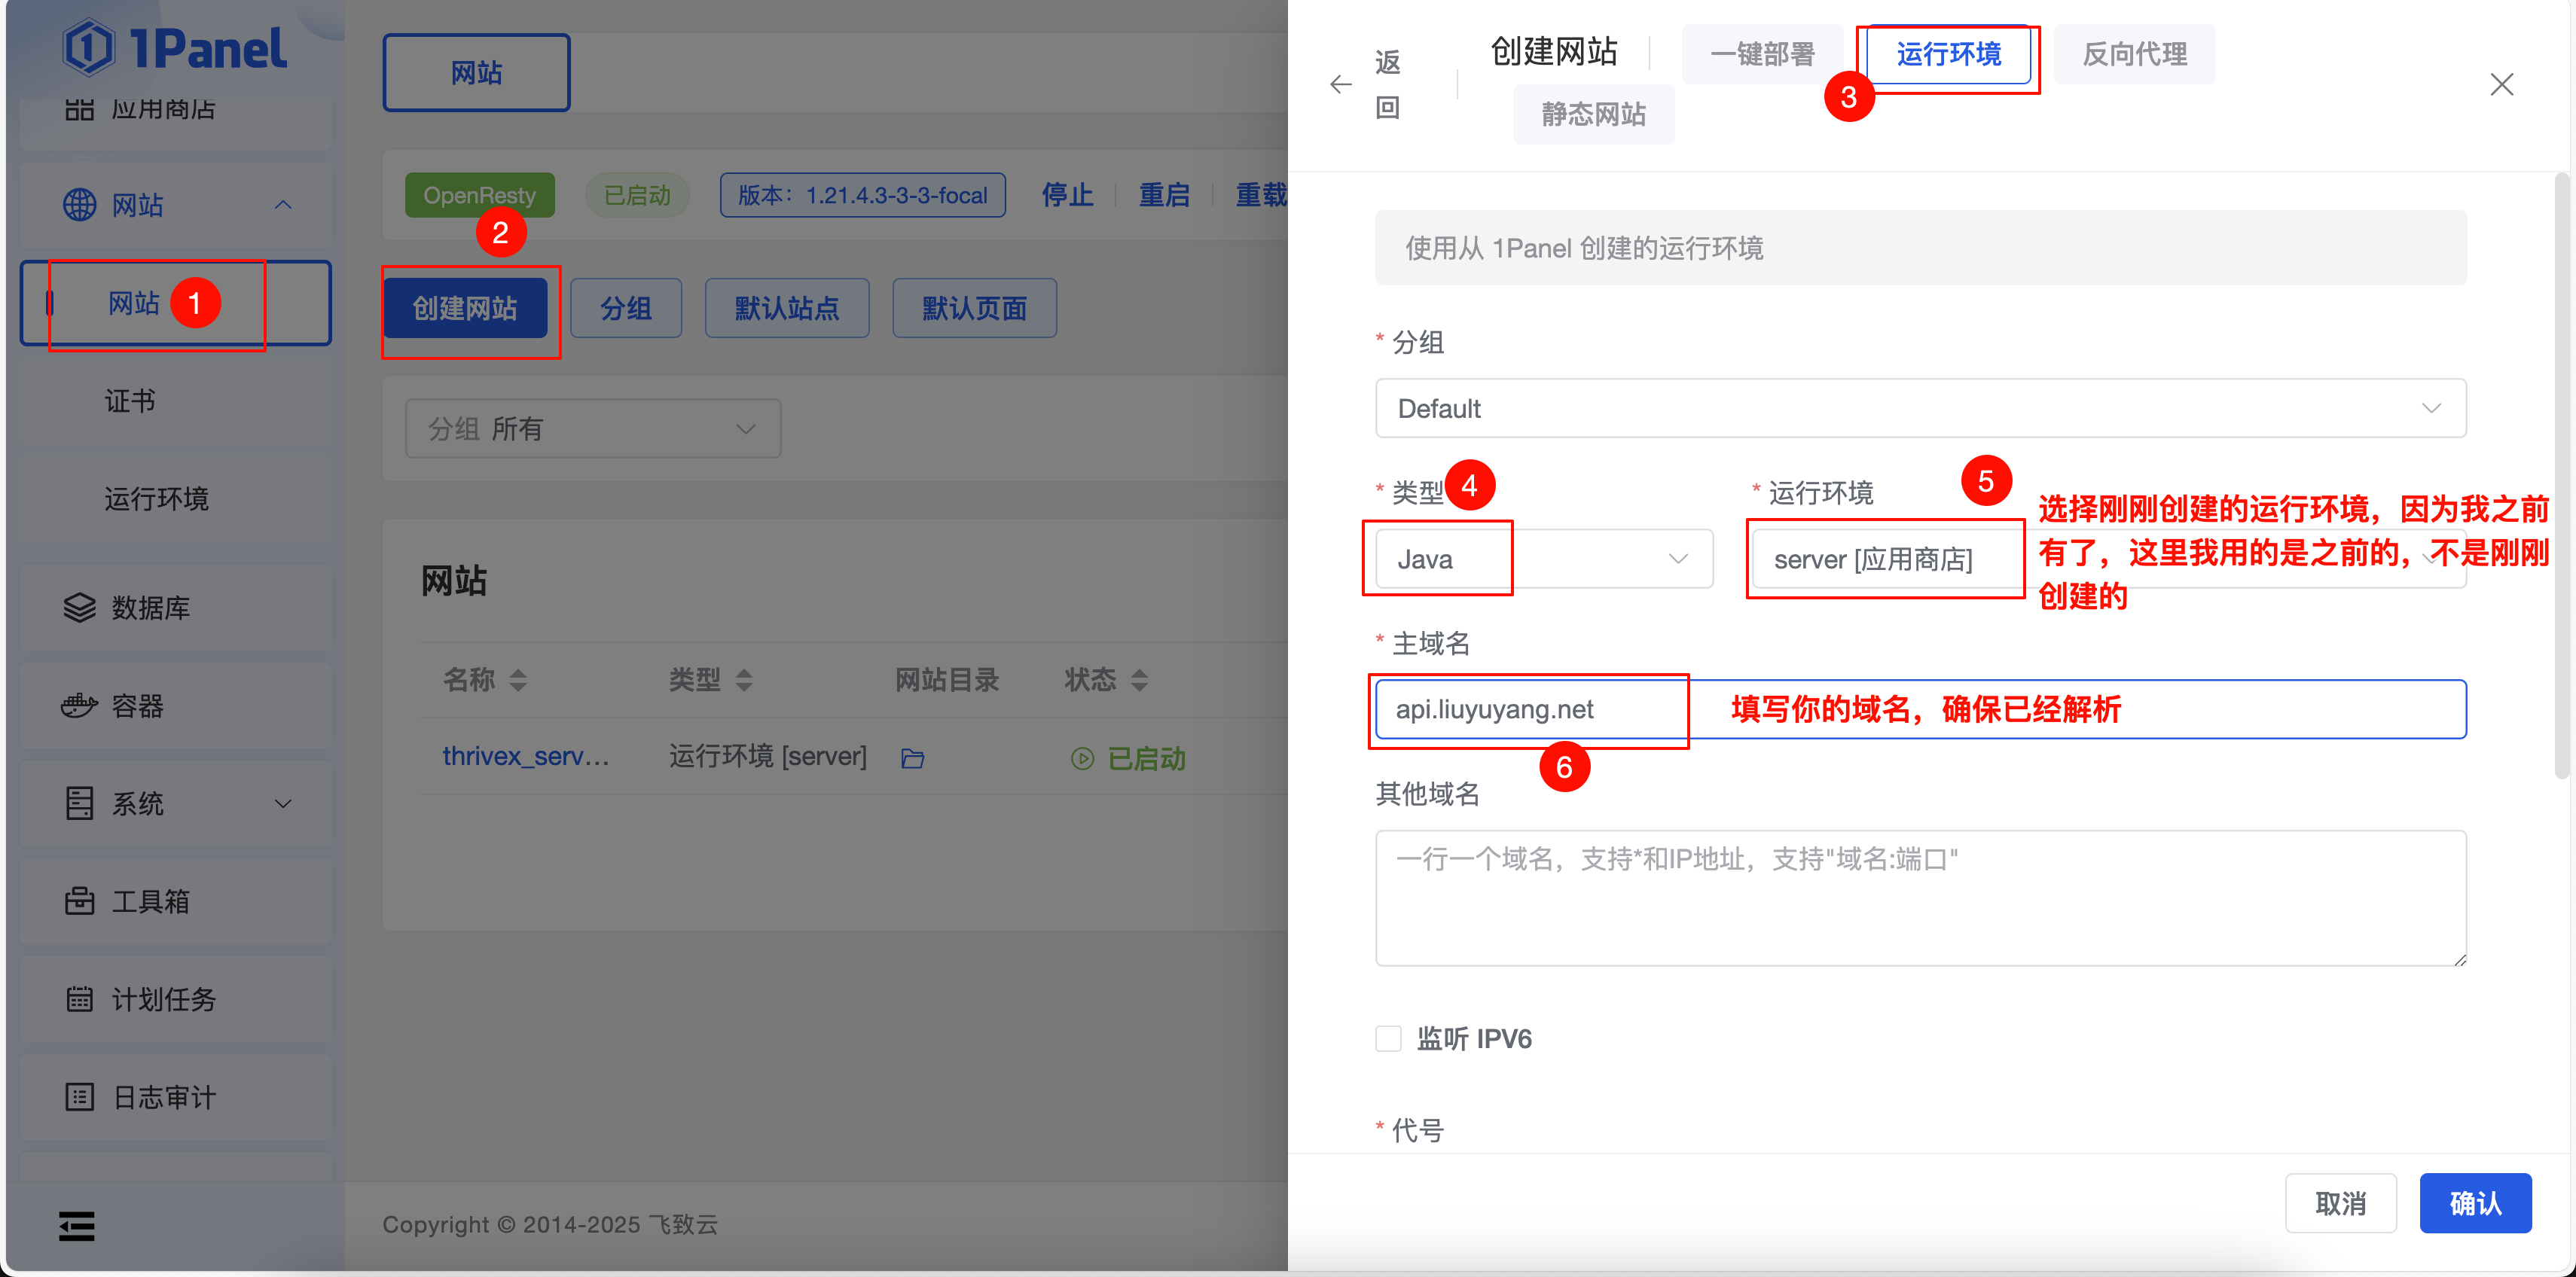 1Panel
应用商店
网站
网站 1
证书
运行环境
数据库
容器
系统
工具箱
计划任务
日志审计
网站
OpenResty 已启动 版本：1.21.4.3-3-3-focal 停止 重启 重载
2
创建网站 分组 默认站点 默认页面
分组 所有
网站
名称 类型 网站目录 状态
thrivex_serv... 运行环境 [server] 已启动
Copyright © 2014-2025 飞致云
返回
创建网站 一键部署 运行环境 反向代理
3
静态网站
使用从 1Panel 创建的运行环境
* 分组
Default
* 类型 4
Java
* 运行环境 5
server [应用商店]
选择刚刚创建的运行环境，因为我之前
有了，这里我用的是之前的，不是刚刚
创建的
* 主域名
api.liuyuyang.net 填写你的域名，确保已经解析
6
其他域名
一行一个域名，支持*和IP地址，支持"域名:端口"
监听 IPV6
* 代号
取消 确认